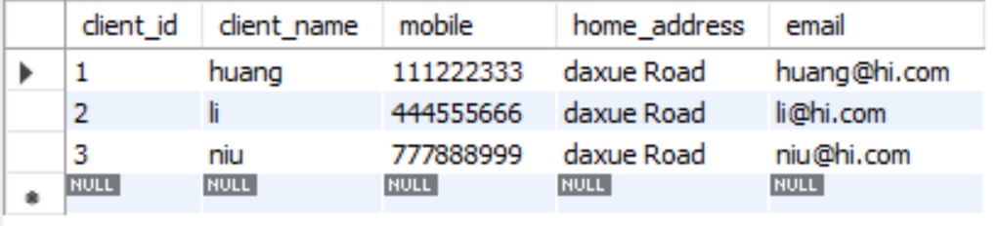 client_id client_name mobile home_address email
1 huang 111222333 daxue Road huang@hi.com
2 li 444555666 daxue Road li@hi.com
3 niu 777888999 daxue Road niu@hi.com
NULL NULL NULL NULL NULL